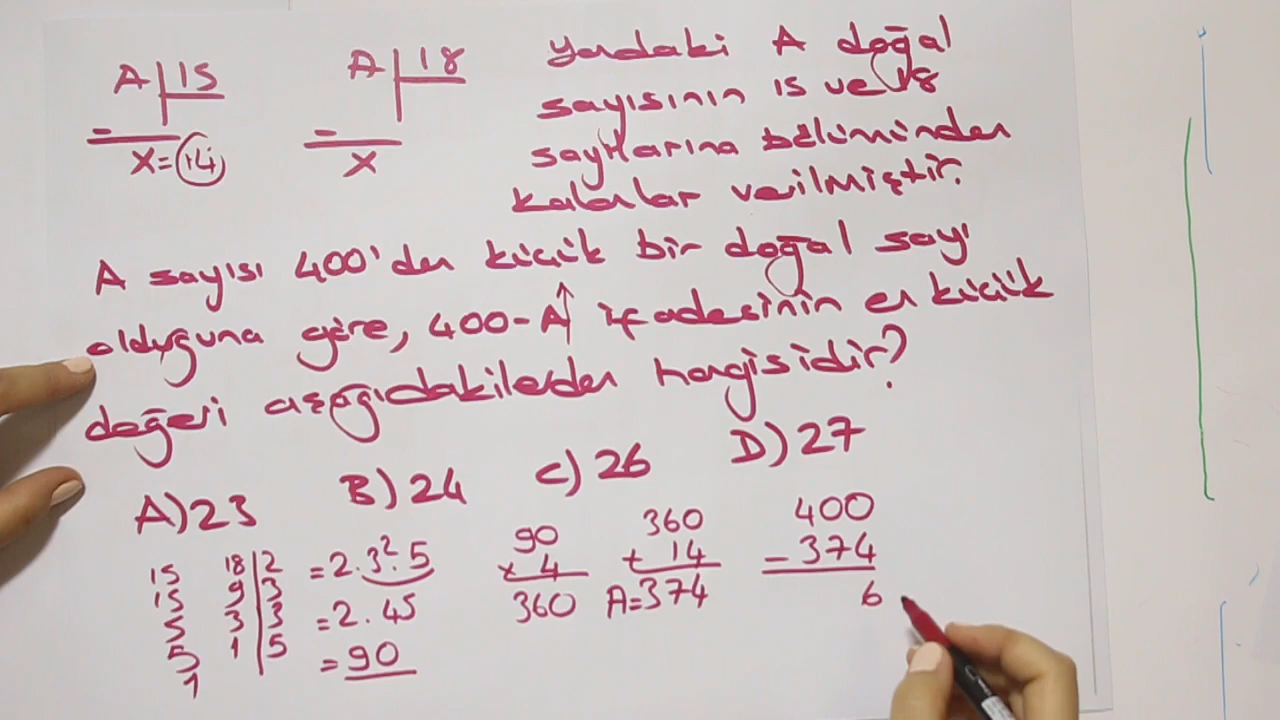 A 15
x=14
A 18
x
Yandaki A doğal
sayısının 15 ve 18
sayılarına bölümünden
kalanlar verilmiştir.
A sayısı 400'den küçük bir doğal sayı
olduğuna göre, 400-A ifadesinin en küçük
değeri aşağıdakilerden hangisidir?
A) 23 B) 24 C) 26 D) 27
15 18 2
15 9 3
5 3 3
5 1 5
1
= 2.3².5
= 2.45
= 90
90
x 4
360
360
+ 14
A=374
400
- 374
6